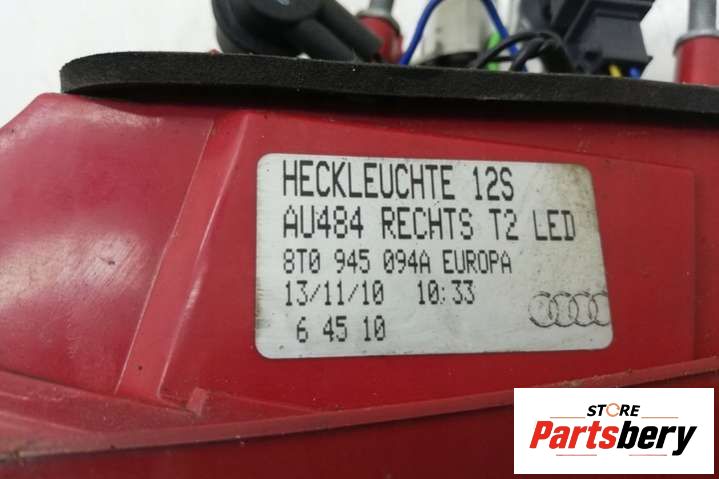 HECKLEUCHTE 12S
AU484 RECHTS T2 LED
8T0 945 094A EUROPA
13/11/10 10:33
6 45 10
STORE
Partsbery